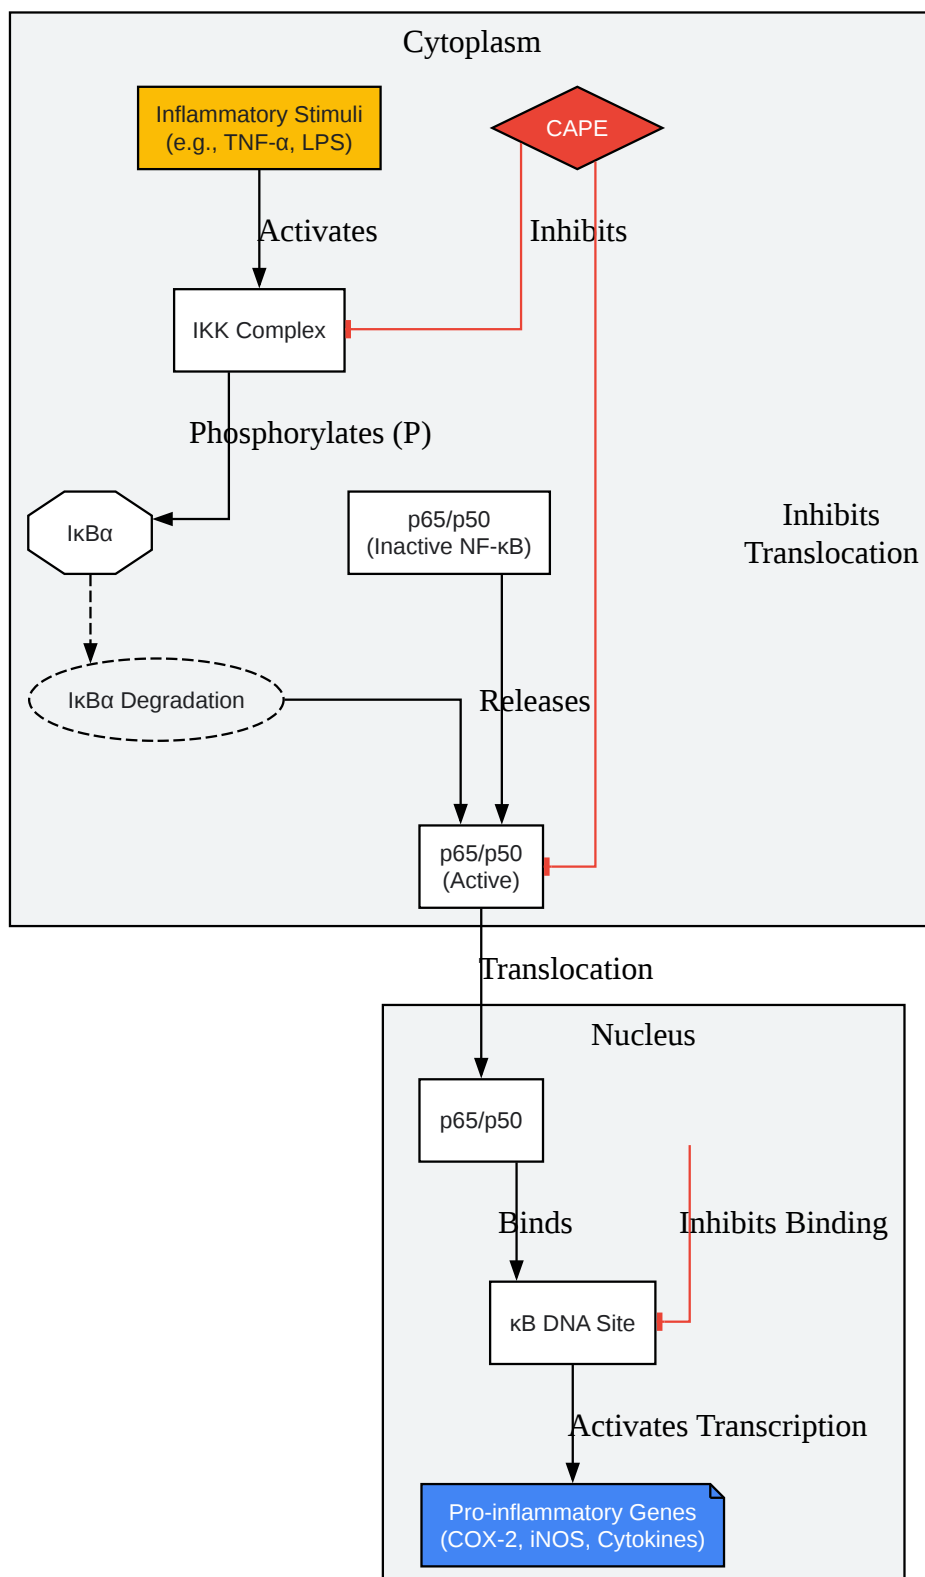 Cytoplasm
Inflammatory Stimuli
(e.g., TNF-α, LPS)
CAPE
Activates
Inhibits
IKK Complex
Phosphorylates (P)
IκBα
p65/p50
(Inactive NF-κB)
Inhibits
Translocation
IκBα Degradation
Releases
p65/p50
(Active)
Translocation
Nucleus
p65/p50
Binds
Inhibits Binding
κB DNA Site
Activates Transcription
Pro-inflammatory Genes
(COX-2, iNOS, Cytokines)